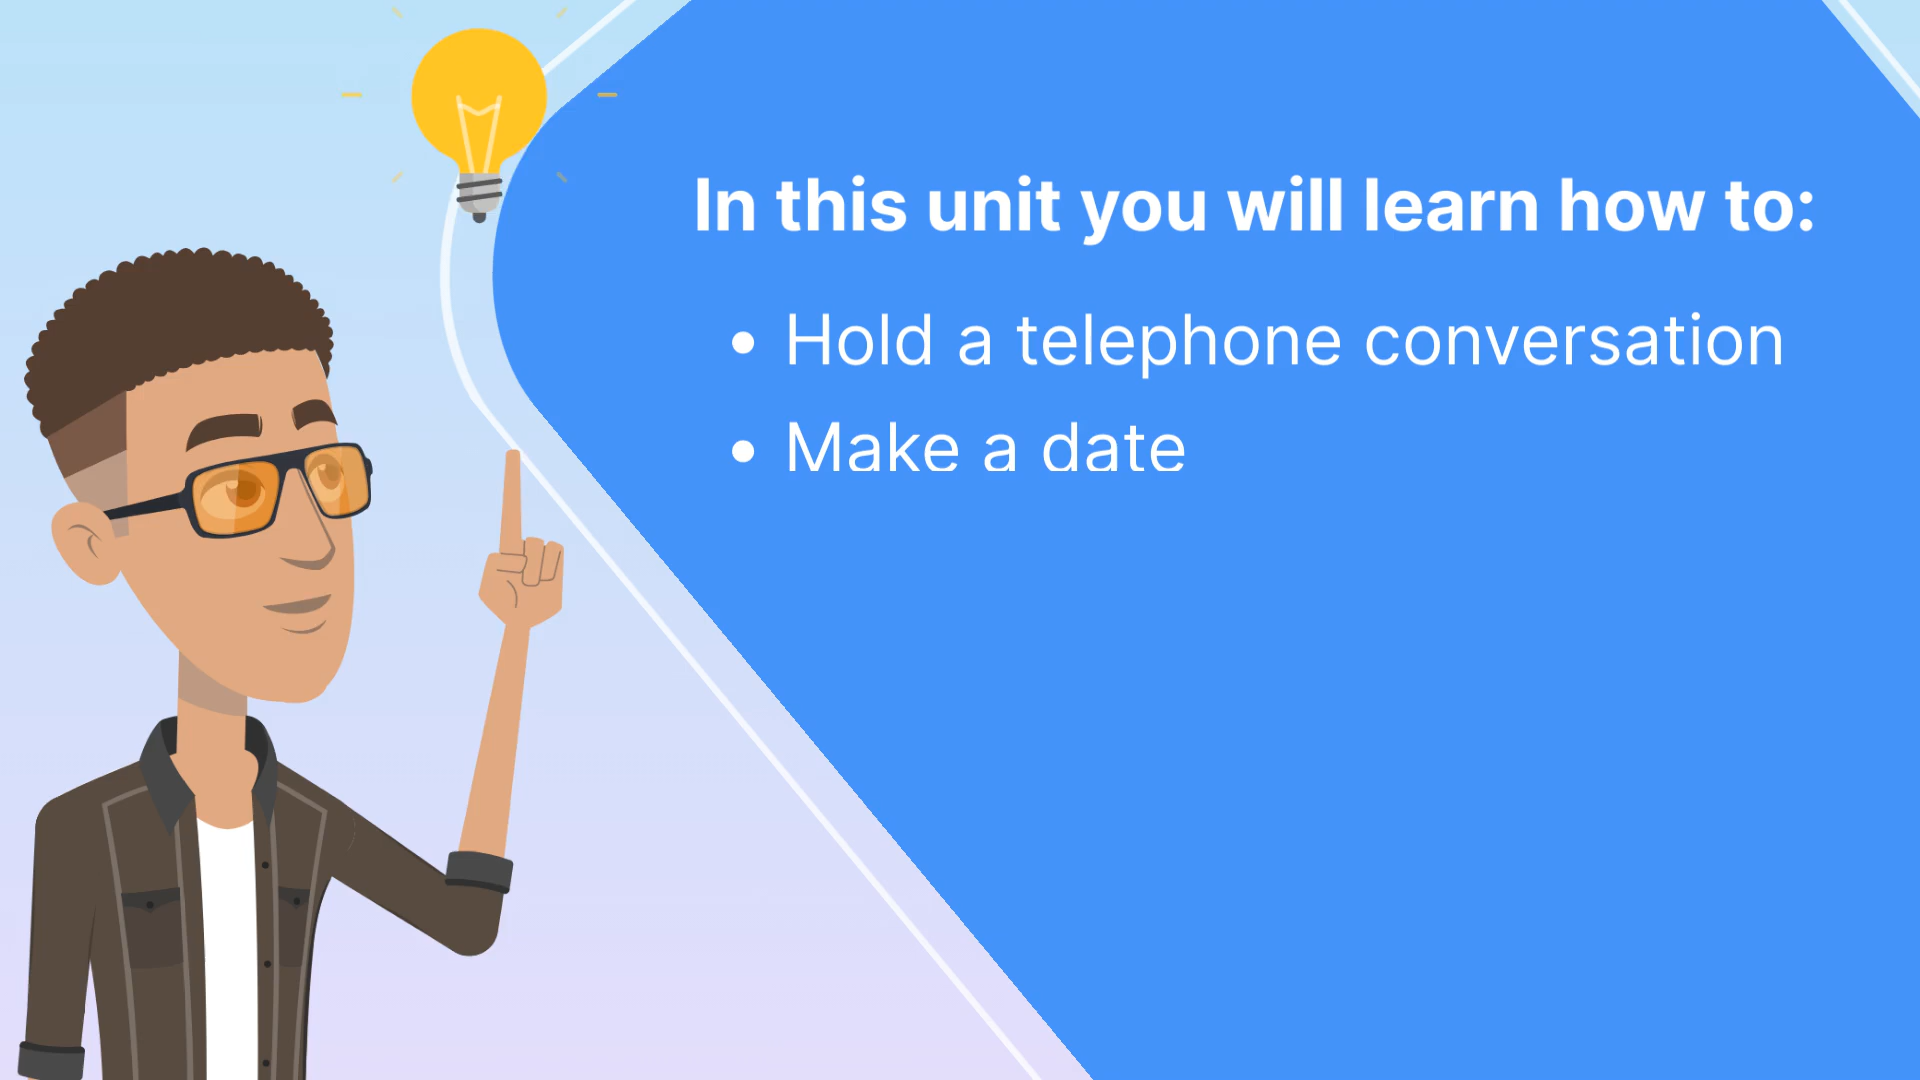 In this unit you will learn how to:
• Hold a telephone conversation
• Make a date